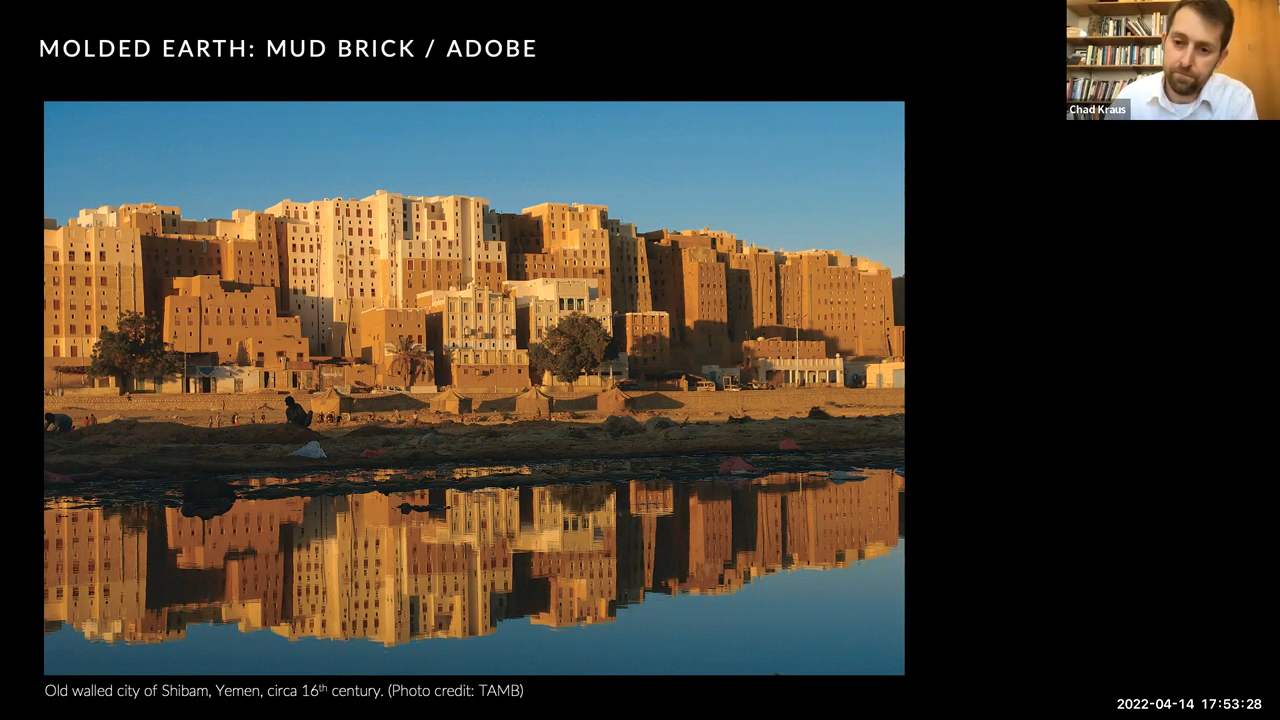 MOLDED EARTH: MUD BRICK / ADOBE
Chad Kraus
Old walled city of Shibam, Yemen, circa 16th century. (Photo credit: TAMB)
2022-04-14 17:53:28